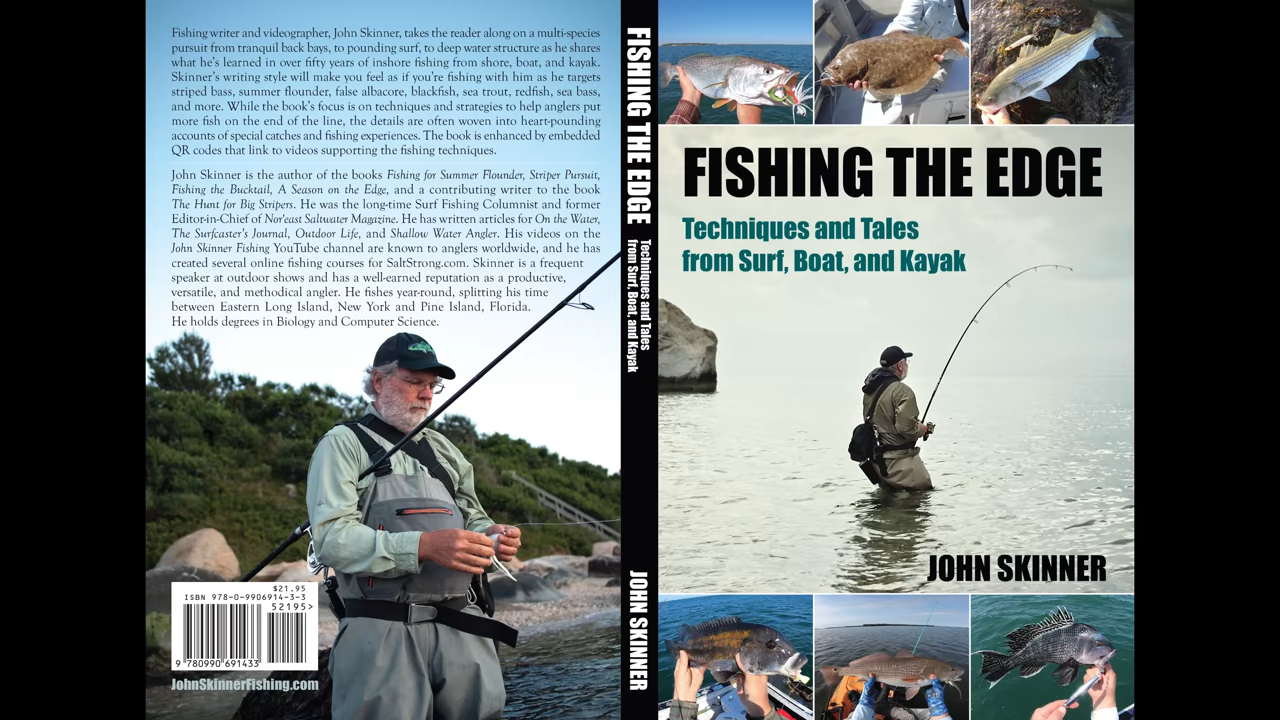 Fishing writer and videographer, John Skinner, takes the reader along on a multi-species
pursuit from tranquil back bays, to pounding surf, to deep water structure as he shares
what he's learned in over fifty years of inshore fishing from shore, boat, and kayak.
Skinner's writing style will make you feel as if you're fishing with him as he targets
striped bass, summer flounder, false albacore, blackfish, sea trout, redfish, sea bass,
and more. While the book's focus is on techniques and strategies to help anglers put
more fish on the end of the line, the details are often woven into heart-pounding
accounts of special catches and fishing experiences. The book is enhanced by embedded
QR codes that link to videos supporting the fishing techniques.
John Skinner is the author of the books Fishing for Summer Flounder, Striper Pursuit,
Fishing the Bucktail, A Season on the Edge, and a contributing writer to the book
The Hunt for Big Stripers. He was the long-time Surf Fishing Columnist and former
Editor-in-Chief of Nor'east Saltwater Magazine. He has written articles for On the Water,
The Surfcaster's Journal, Outdoor Life, and Shallow Water Angler. His videos on the
John Skinner Fishing YouTube channel are known to anglers worldwide, and he has
created several online fishing courses for SaltStrong.com. Skinner is a frequent
speaker at outdoor shows and has a long-standing reputation as a productive,
versatile and methodical angler. He fishes year-round, splitting his time
between Eastern Long Island, New York and Pine Island, Florida.
He holds degrees in Biology and Computer Science.
$21.95
ISBN 978-0-9906914-3-3
52195>
9 780990 691433
JohnSkinnerFishing.com
FISHING THE EDGE
Techniques and Tales
from Surf, Boat, and Kayak
JOHN SKINNER
FISHING THE EDGE
Techniques and Tales
from Surf, Boat, and Kayak
JOHN SKINNER